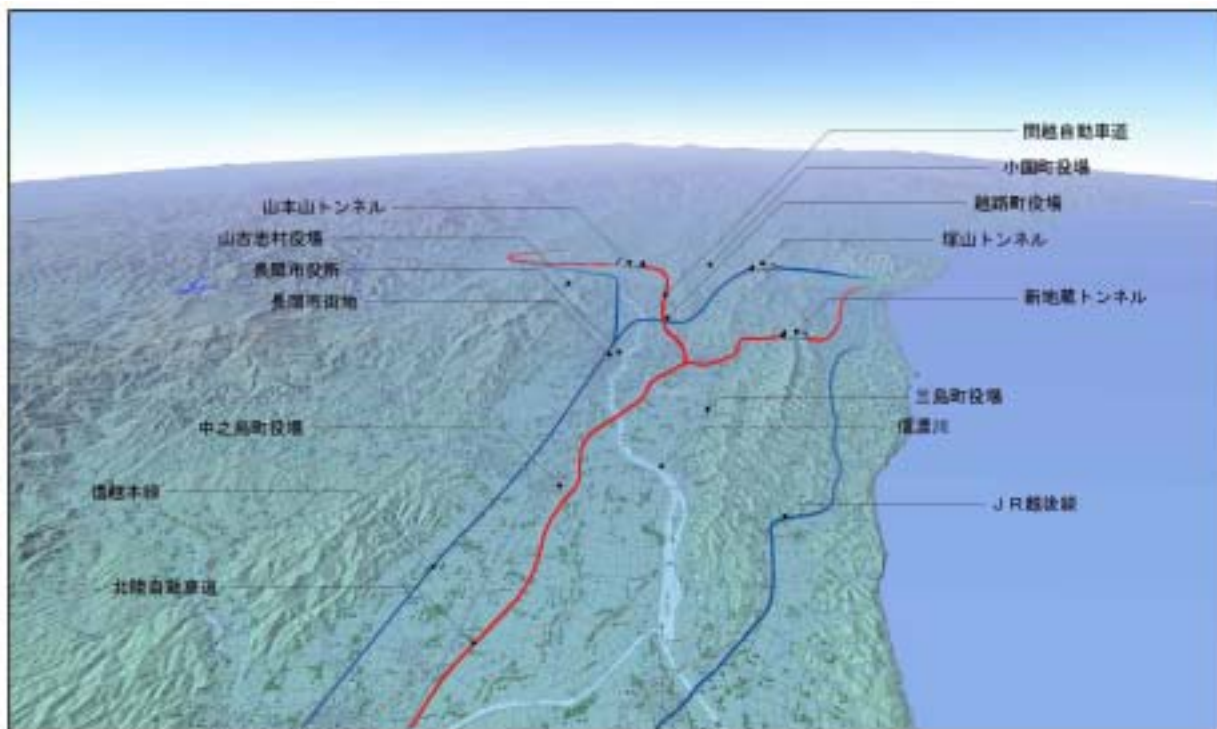 関越自動車道
小国町役場
越路町役場
山本山トンネル
山古志村役場
塚山トンネル
長岡市役所
長岡市街地
新地蔵トンネル
三島町役場
中之島町役場
信濃川
信越本線
JR越後線
北陸自動車道